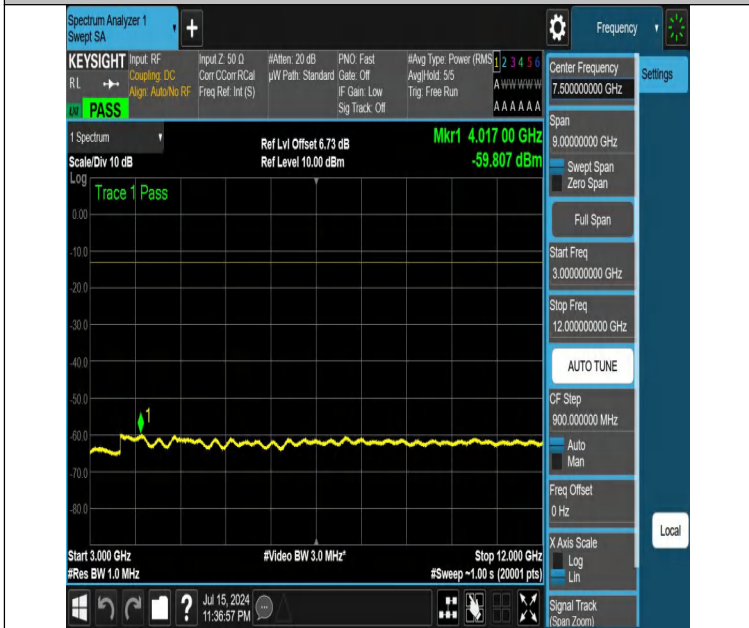 Spectrum Analyzer 1
Swept SA
+
Frequency
KEYSIGHT
RL
PASS
Input: RF
Coupling: DC
Align: Auto/No RF
Input Z: 50 Ω
Corr CCorr RCal
Freq Ref: Int (S)
#Atten: 20 dB
µW Path: Standard
PNO: Fast
Gate: Off
IF Gain: Low
Sig Track: Off
#Avg Type: Power (RMS
Avg|Hold: 5/5
Trig: Free Run
1 2 3 4 5 6
A W W W W W
A A A A A A
1 Spectrum
Scale/Div 10 dB
Ref Lvl Offset 6.73 dB
Ref Level 10.00 dBm
Mkr1 4.017 00 GHz
-59.807 dBm
Log
Trace 1 Pass
0.00
-10.0
-20.0
-30.0
-40.0
-50.0
-60.0
-70.0
-80.0
1
Start 3.000 GHz
#Res BW 1.0 MHz
#Video BW 3.0 MHz*
Stop 12.000 GHz
#Sweep ~1.00 s (20001 pts)
Center Frequency
7.500000000 GHz
Settings
Span
9.00000000 GHz
Swept Span
Zero Span
Full Span
Start Freq
3.000000000 GHz
Stop Freq
12.000000000 GHz
AUTO TUNE
CF Step
900.000000 MHz
Auto
Man
Freq Offset
0 Hz
X Axis Scale
Log
Lin
Local
Signal Track
(Span Zoom)
?
Jul 15, 2024
11:36:57 PM